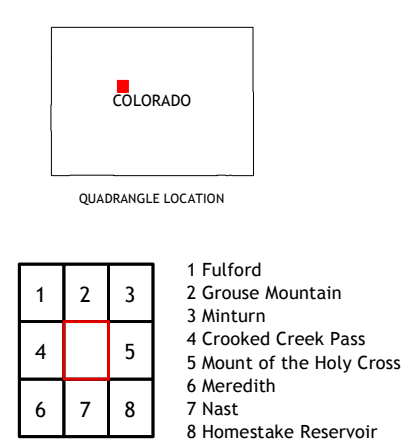 COLORADO
QUADRANGLE LOCATION
1 2 3
4 5
6 7 8
1 Fulford
2 Grouse Mountain
3 Minturn
4 Crooked Creek Pass
5 Mount of the Holy Cross
6 Meredith
7 Nast
8 Homestake Reservoir